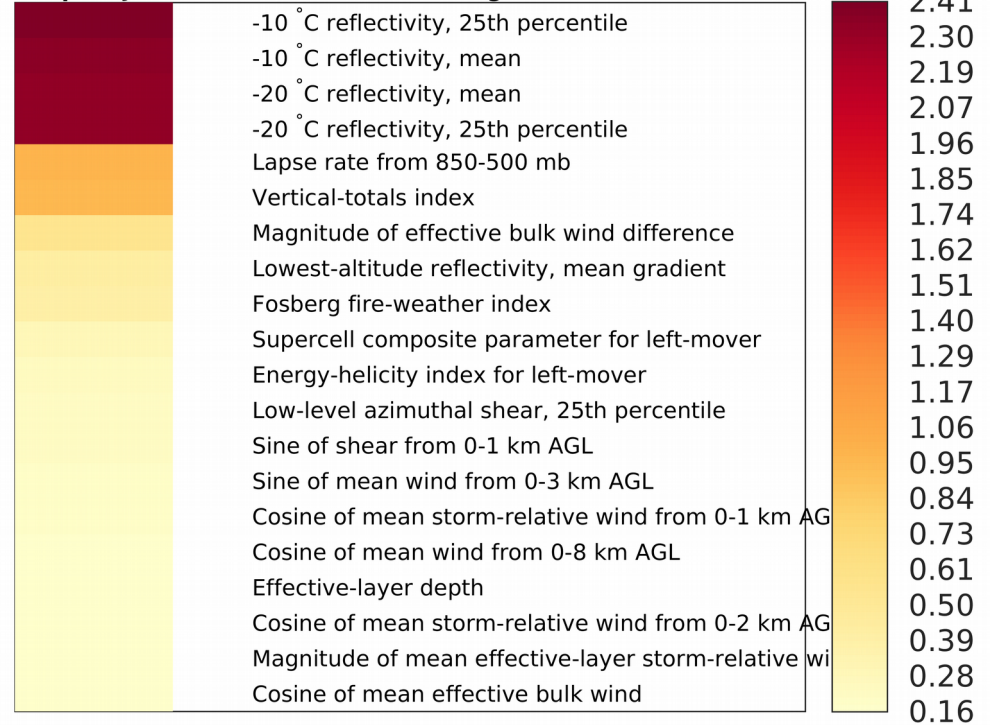 -10 °C reflectivity, 25th percentile
-10 °C reflectivity, mean
-20 °C reflectivity, mean
-20 °C reflectivity, 25th percentile
Lapse rate from 850-500 mb
Vertical-totals index
Magnitude of effective bulk wind difference
Lowest-altitude reflectivity, mean gradient
Fosberg fire-weather index
Supercell composite parameter for left-mover
Energy-helicity index for left-mover
Low-level azimuthal shear, 25th percentile
Sine of shear from 0-1 km AGL
Sine of mean wind from 0-3 km AGL
Cosine of mean storm-relative wind from 0-1 km AG
Cosine of mean wind from 0-8 km AGL
Effective-layer depth
Cosine of mean storm-relative wind from 0-2 km AG
Magnitude of mean effective-layer storm-relative wi
Cosine of mean effective bulk wind
2.41
2.30
2.19
2.07
1.96
1.85
1.74
1.62
1.51
1.40
1.29
1.17
1.06
0.95
0.84
0.73
0.61
0.50
0.39
0.28
0.16